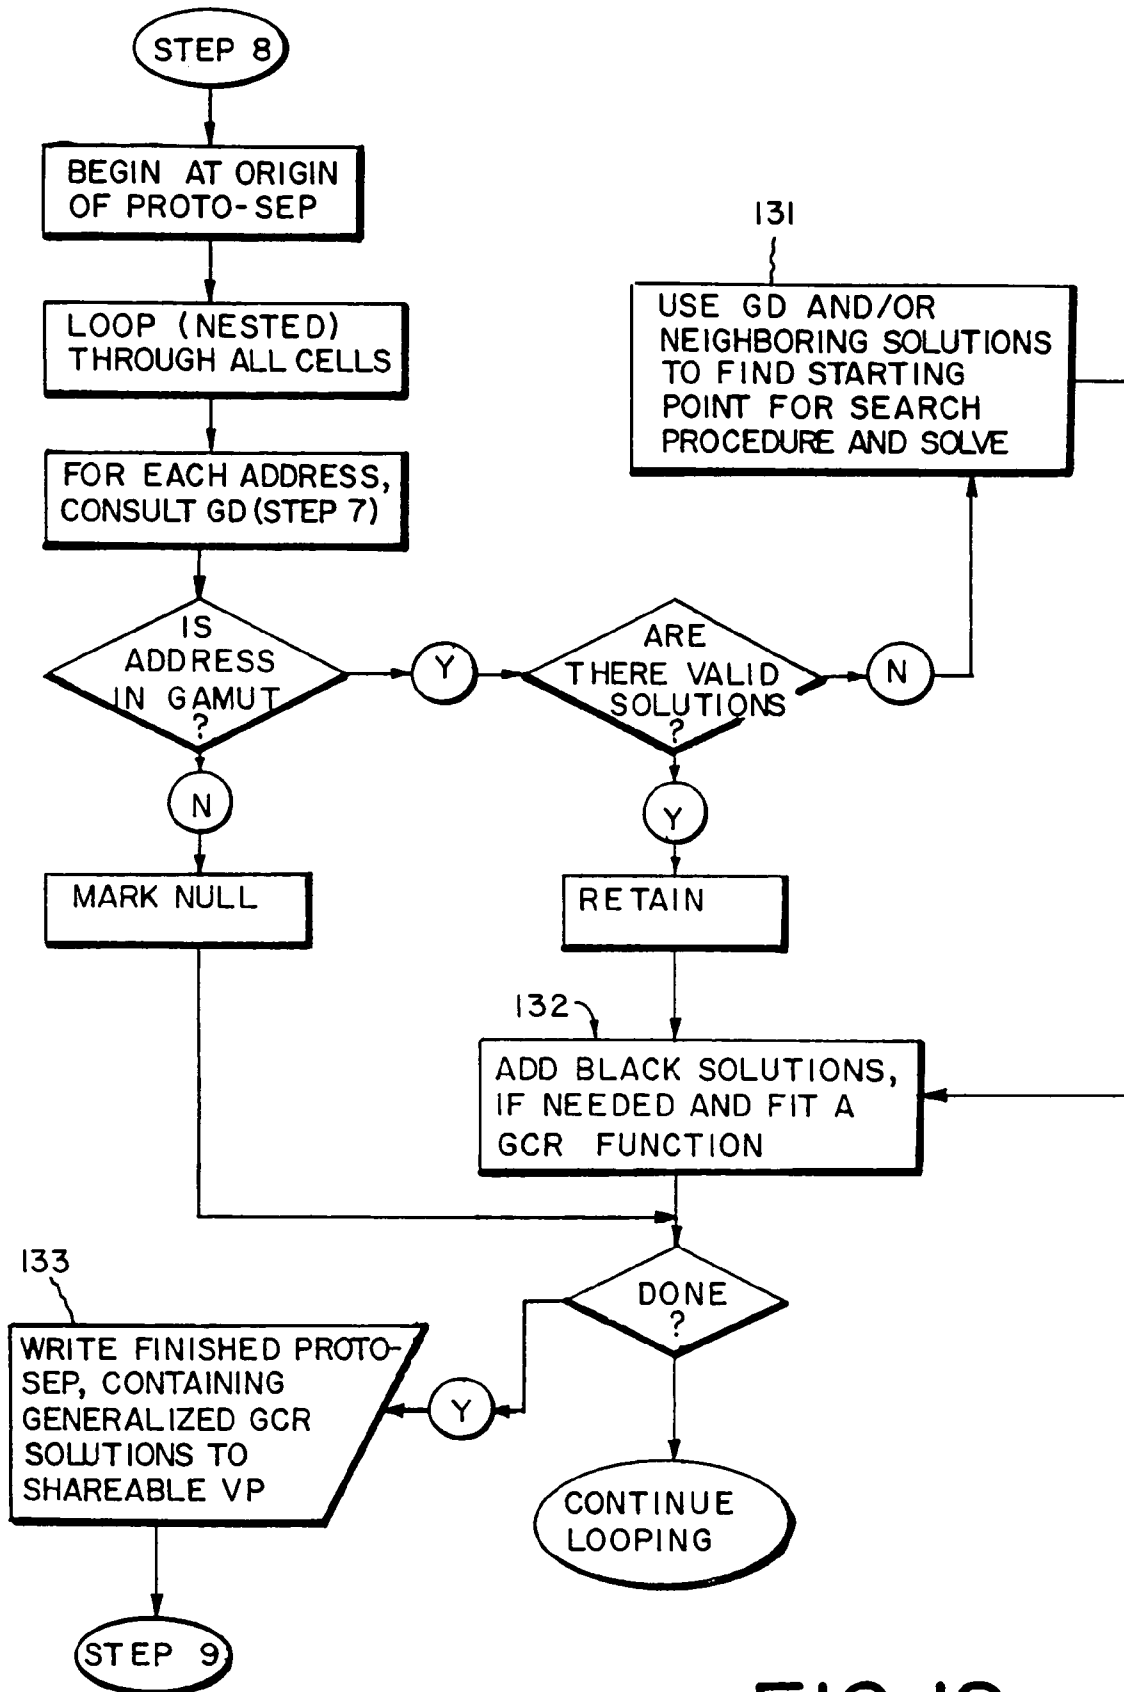 STEP 8
BEGIN AT ORIGIN
OF PROTO-SEP
LOOP (NESTED)
THROUGH ALL CELLS
FOR EACH ADDRESS,
CONSULT GD (STEP 7)
131
USE GD AND/OR
NEIGHBORING SOLUTIONS
TO FIND STARTING
POINT FOR SEARCH
PROCEDURE AND SOLVE
IS
ADDRESS
IN GAMUT
?
Y
ARE
THERE VALID
SOLUTIONS
?
N
N
Y
MARK NULL
RETAIN
132
ADD BLACK SOLUTIONS,
IF NEEDED AND FIT A
GCR FUNCTION
DONE
?
133
WRITE FINISHED PROTO-
SEP, CONTAINING
GENERALIZED GCR
SOLUTIONS TO
SHAREABLE VP
Y
CONTINUE
LOOPING
STEP 9